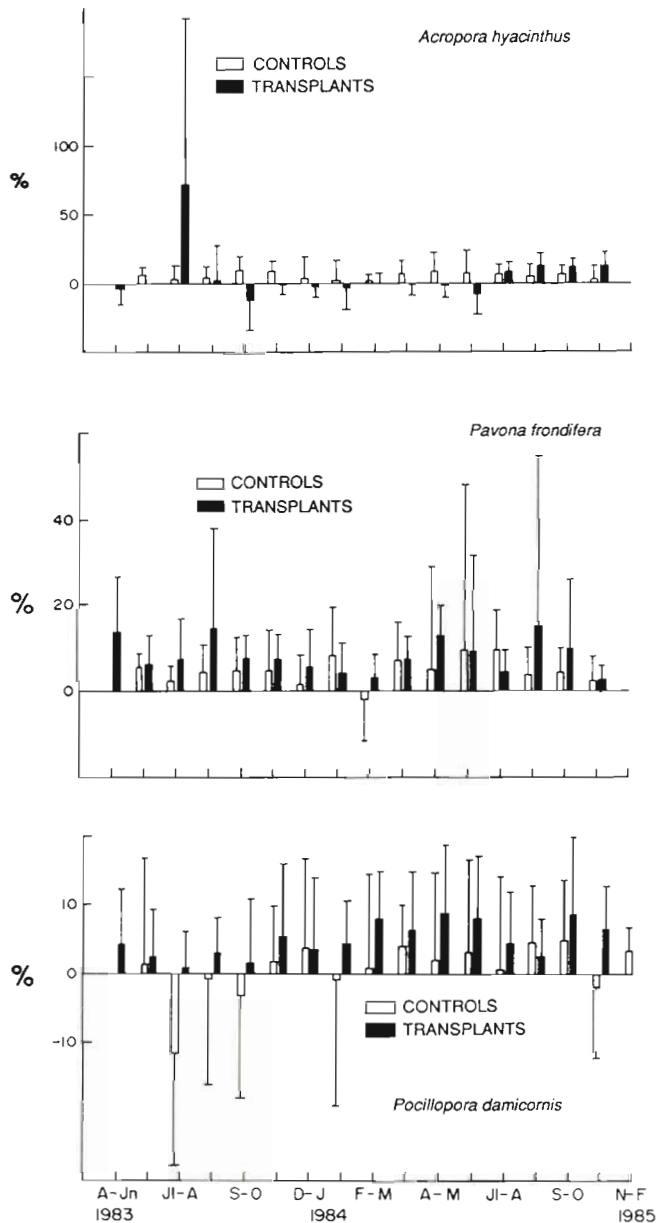 Acropora hyacinthus
CONTROLS
TRANSPLANTS
100
%
50
0
Pavona frondifera
CONTROLS
TRANSPLANTS
40
%
20
0
10
%
0
CONTROLS
TRANSPLANTS
-10
Pocillopora damicornis
A-Jn Jl-A S-O D-J F-M A-M Jl-A S-O N-F
1983 1984 1985